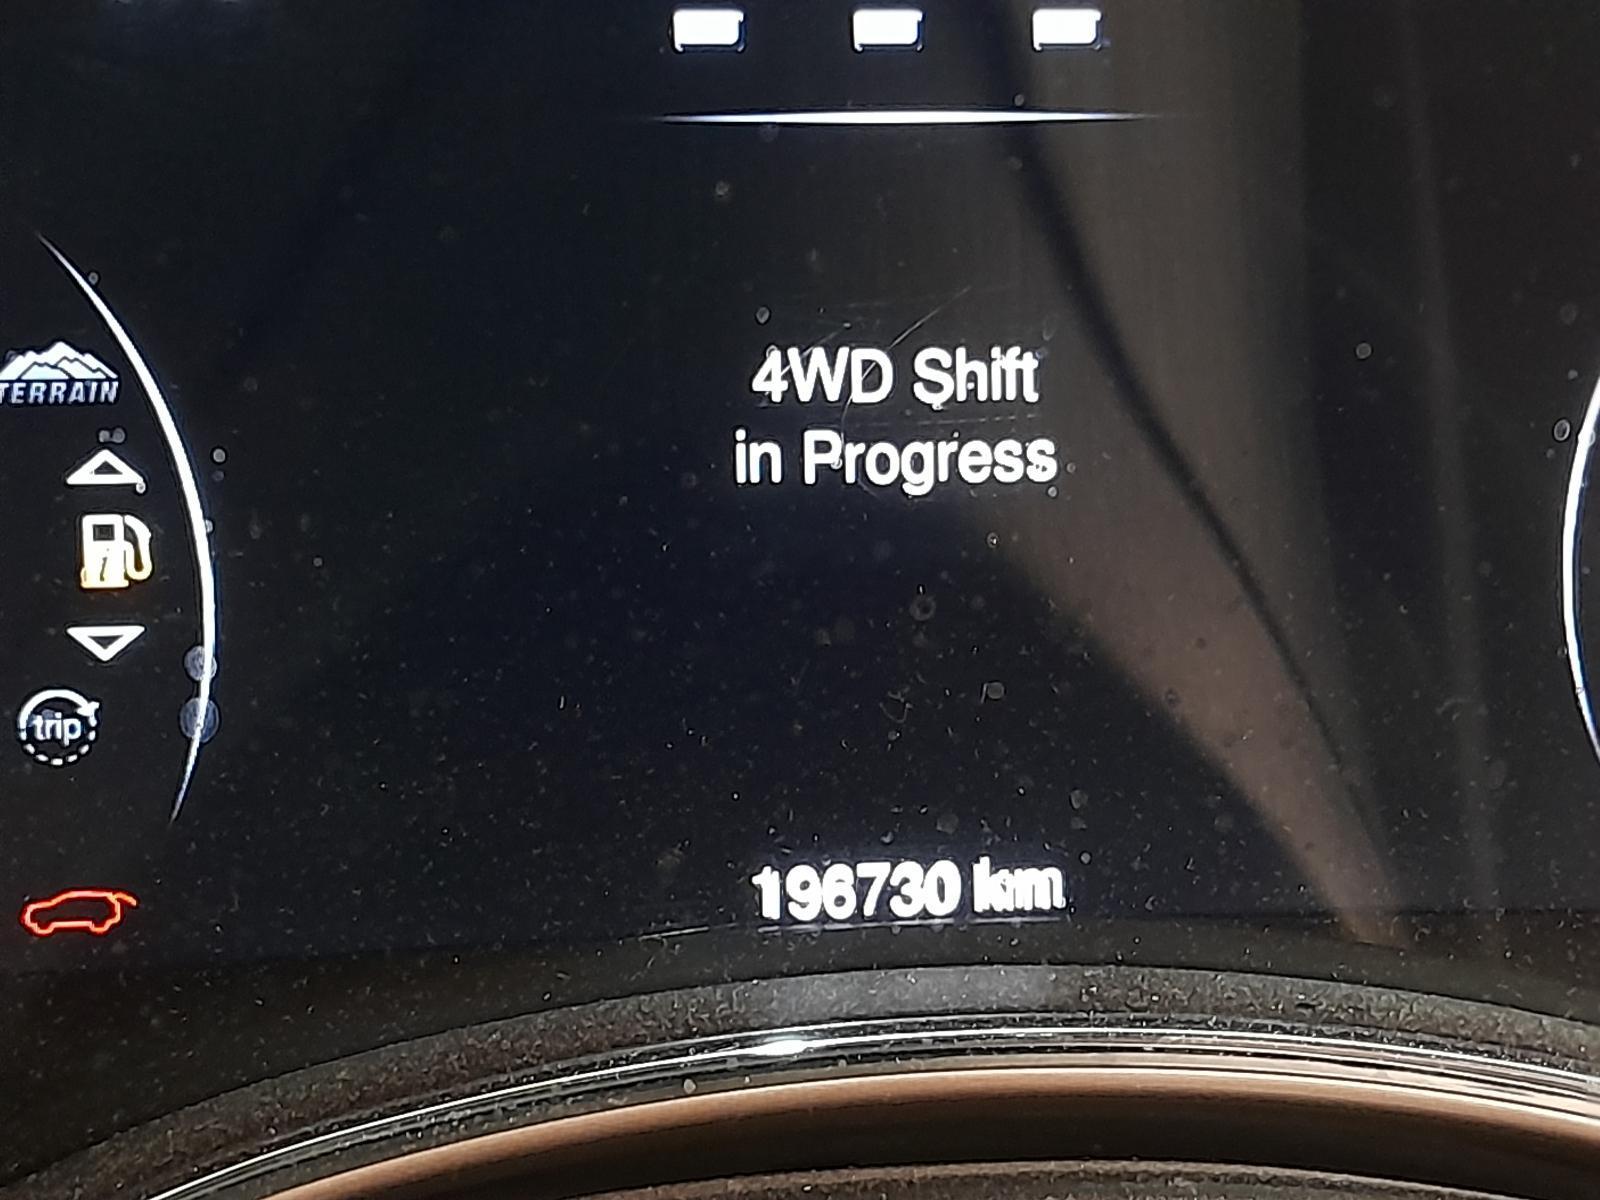 4WD Shift
in Progress
TERRAIN
trip
196730 km